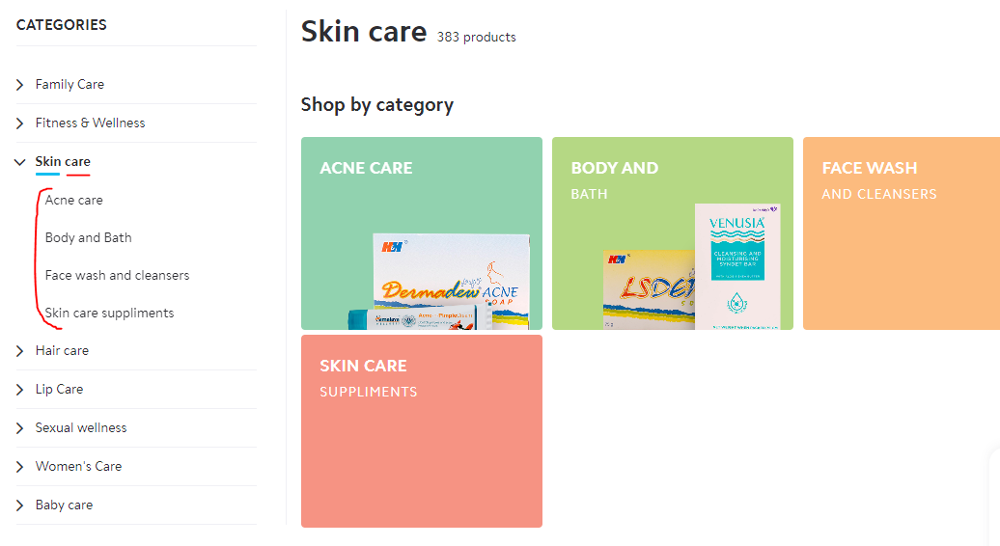 CATEGORIES
Family Care
Fitness & Wellness
Skin care
Acne care
Body and Bath
Face wash and cleansers
Skin care suppliments
Hair care
Lip Care
Sexual wellness
Women's Care
Baby care
Skin care 383 products
Shop by category
ACNE CARE
Dermadew ACNE
SOAP
BODY AND
BATH
VENUSIA
CLEANSING AND
MOISTURISING
SYNDET BAR
FACE WASH
AND CLEANSERS
SKIN CARE
SUPPLIMENTS